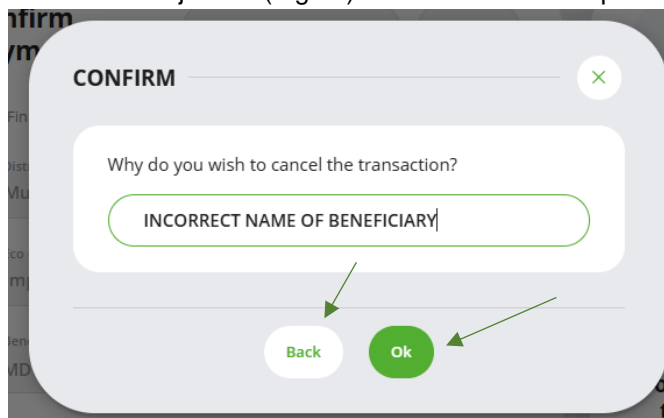 CONFIRM
Why do you wish to cancel the transaction?
INCORRECT NAME OF BENEFICIARY
Back
Ok